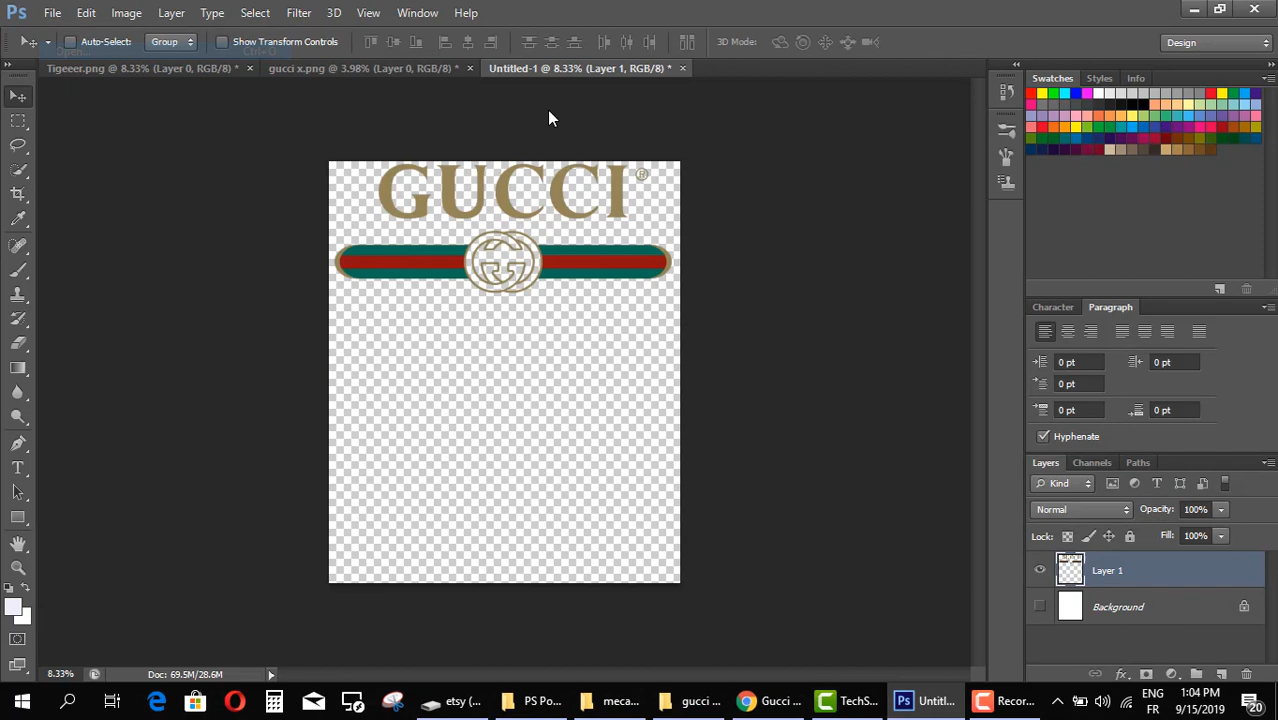 Ps File Edit Image Layer Type Select Filter 3D View Window Help
Auto-Select: Group Show Transform Controls 3D Mode: Design
Tigeeer.png @ 8.33% (Layer 0, RGB/8) * × gucci x.png @ 3.98% (Layer 0, RGB/8) * × Untitled-1 @ 8.33% (Layer 1, RGB/8) * ×
Swatches Styles Info
GUCCI ®
Character Paragraph
0 pt 0 pt
0 pt
0 pt 0 pt
Hyphenate
Layers Channels Paths
Kind
Normal Opacity: 100%
Lock: Fill: 100%
Layer 1
Background
8.33% Doc: 69.5M/28.6M
etsy (... PS Po... meca... gucci ... Gucci ... TechS... Ps Untitl... Recor... ENG 1:04 PM
FR 9/15/2019 20